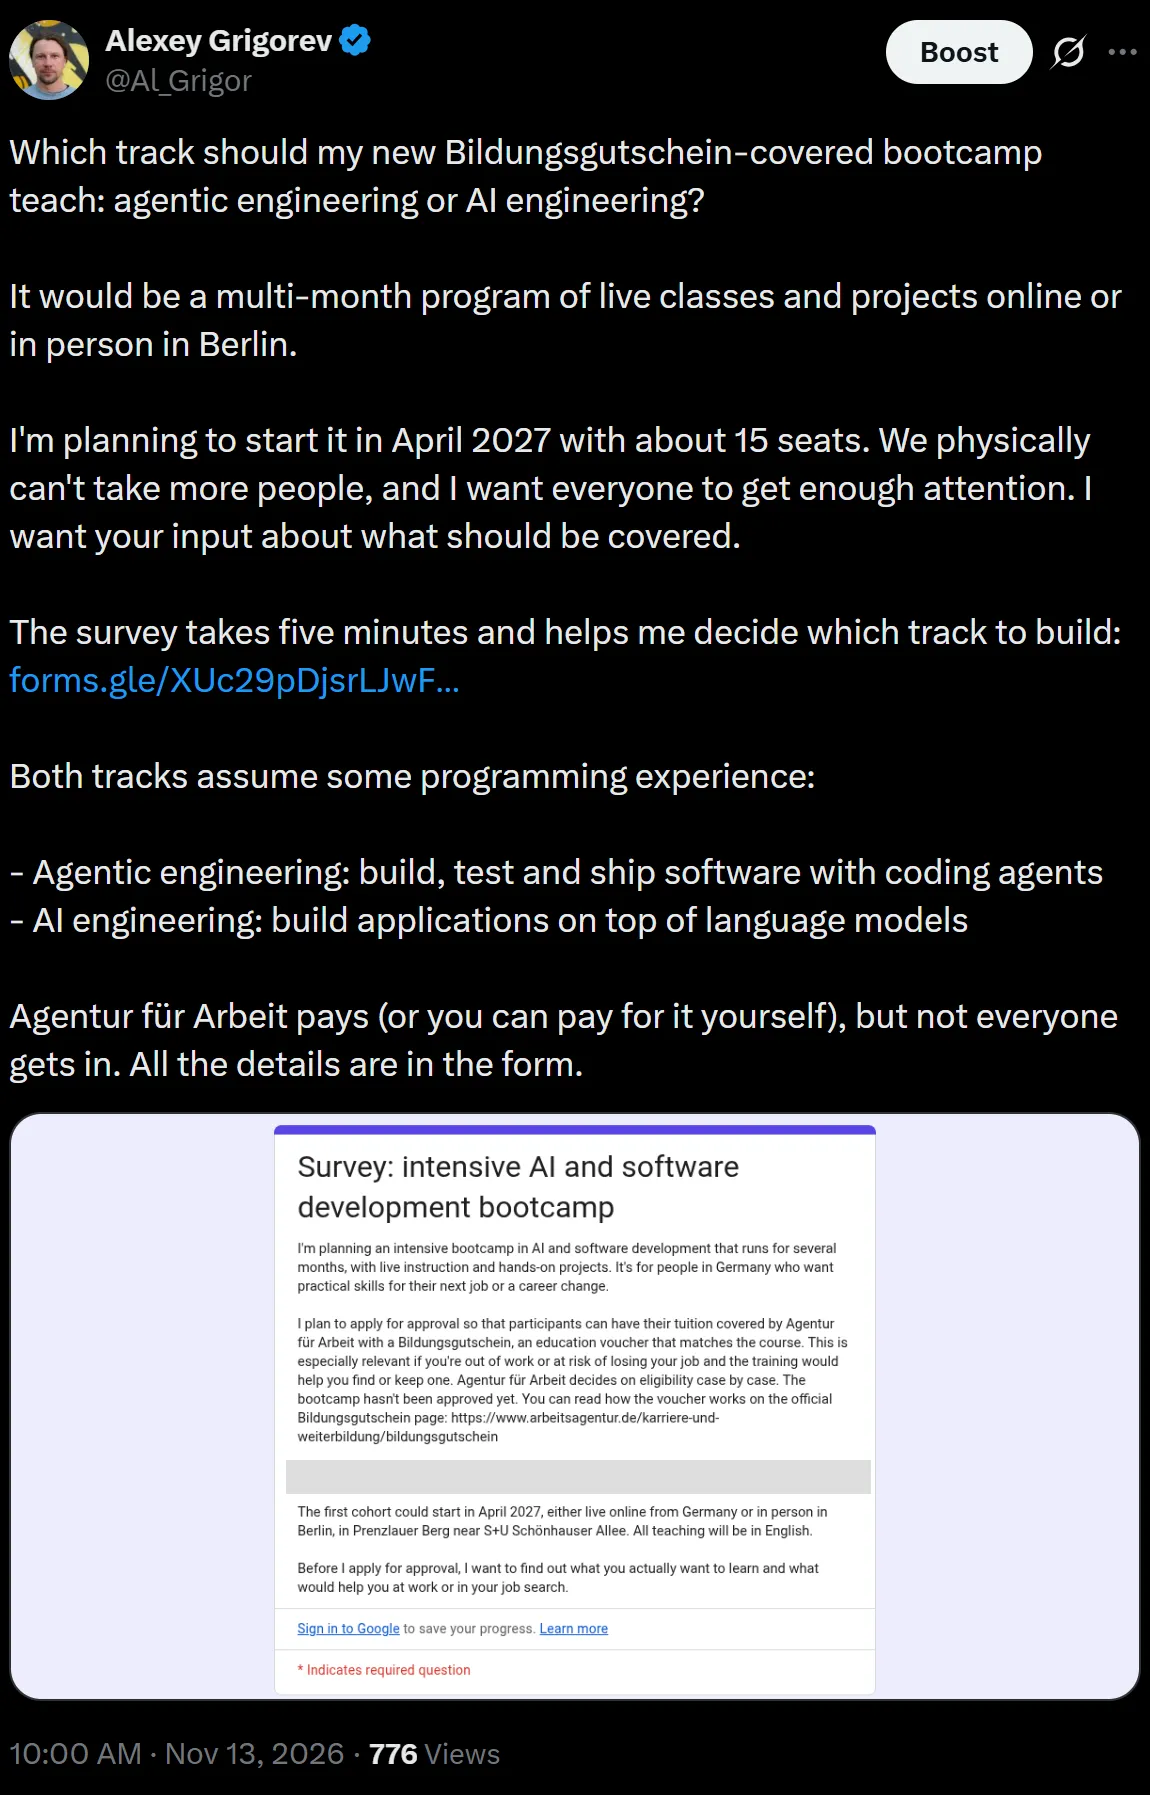 Alexey Grigorev
@Al_Grigor
Boost
Which track should my new Bildungsgutschein-covered bootcamp
teach: agentic engineering or AI engineering?
It would be a multi-month program of live classes and projects online or
in person in Berlin.
I'm planning to start it in April 2027 with about 15 seats. We physically
can't take more people, and I want everyone to get enough attention. I
want your input about what should be covered.
The survey takes five minutes and helps me decide which track to build:
forms.gle/XUc29pDjsrLJwF...
Both tracks assume some programming experience:
- Agentic engineering: build, test and ship software with coding agents
- AI engineering: build applications on top of language models
Agentur für Arbeit pays (or you can pay for it yourself), but not everyone
gets in. All the details are in the form.
Survey: intensive AI and software
development bootcamp
I'm planning an intensive bootcamp in AI and software development that runs for several
months, with live instruction and hands-on projects. It's for people in Germany who want
practical skills for their next job or a career change.
I plan to apply for approval so that participants can have their tuition covered by Agentur
für Arbeit with a Bildungsgutschein, an education voucher that matches the course. This is
especially relevant if you're out of work or at risk of losing your job and the training would
help you find or keep one. Agentur für Arbeit decides on eligibility case by case. The
bootcamp hasn't been approved yet. You can read how the voucher works on the official
Bildungsgutschein page: https://www.arbeitsagentur.de/karriere-und-
weiterbildung/bildungsgutschein
The first cohort could start in April 2027, either live online from Germany or in person in
Berlin, in Prenzlauer Berg near S+U Schönhauser Allee. All teaching will be in English.
Before I apply for approval, I want to find out what you actually want to learn and what
would help you at work or in your job search.
Sign in to Google to save your progress. Learn more
* Indicates required question
10:00 AM · Nov 13, 2026 · 776 Views